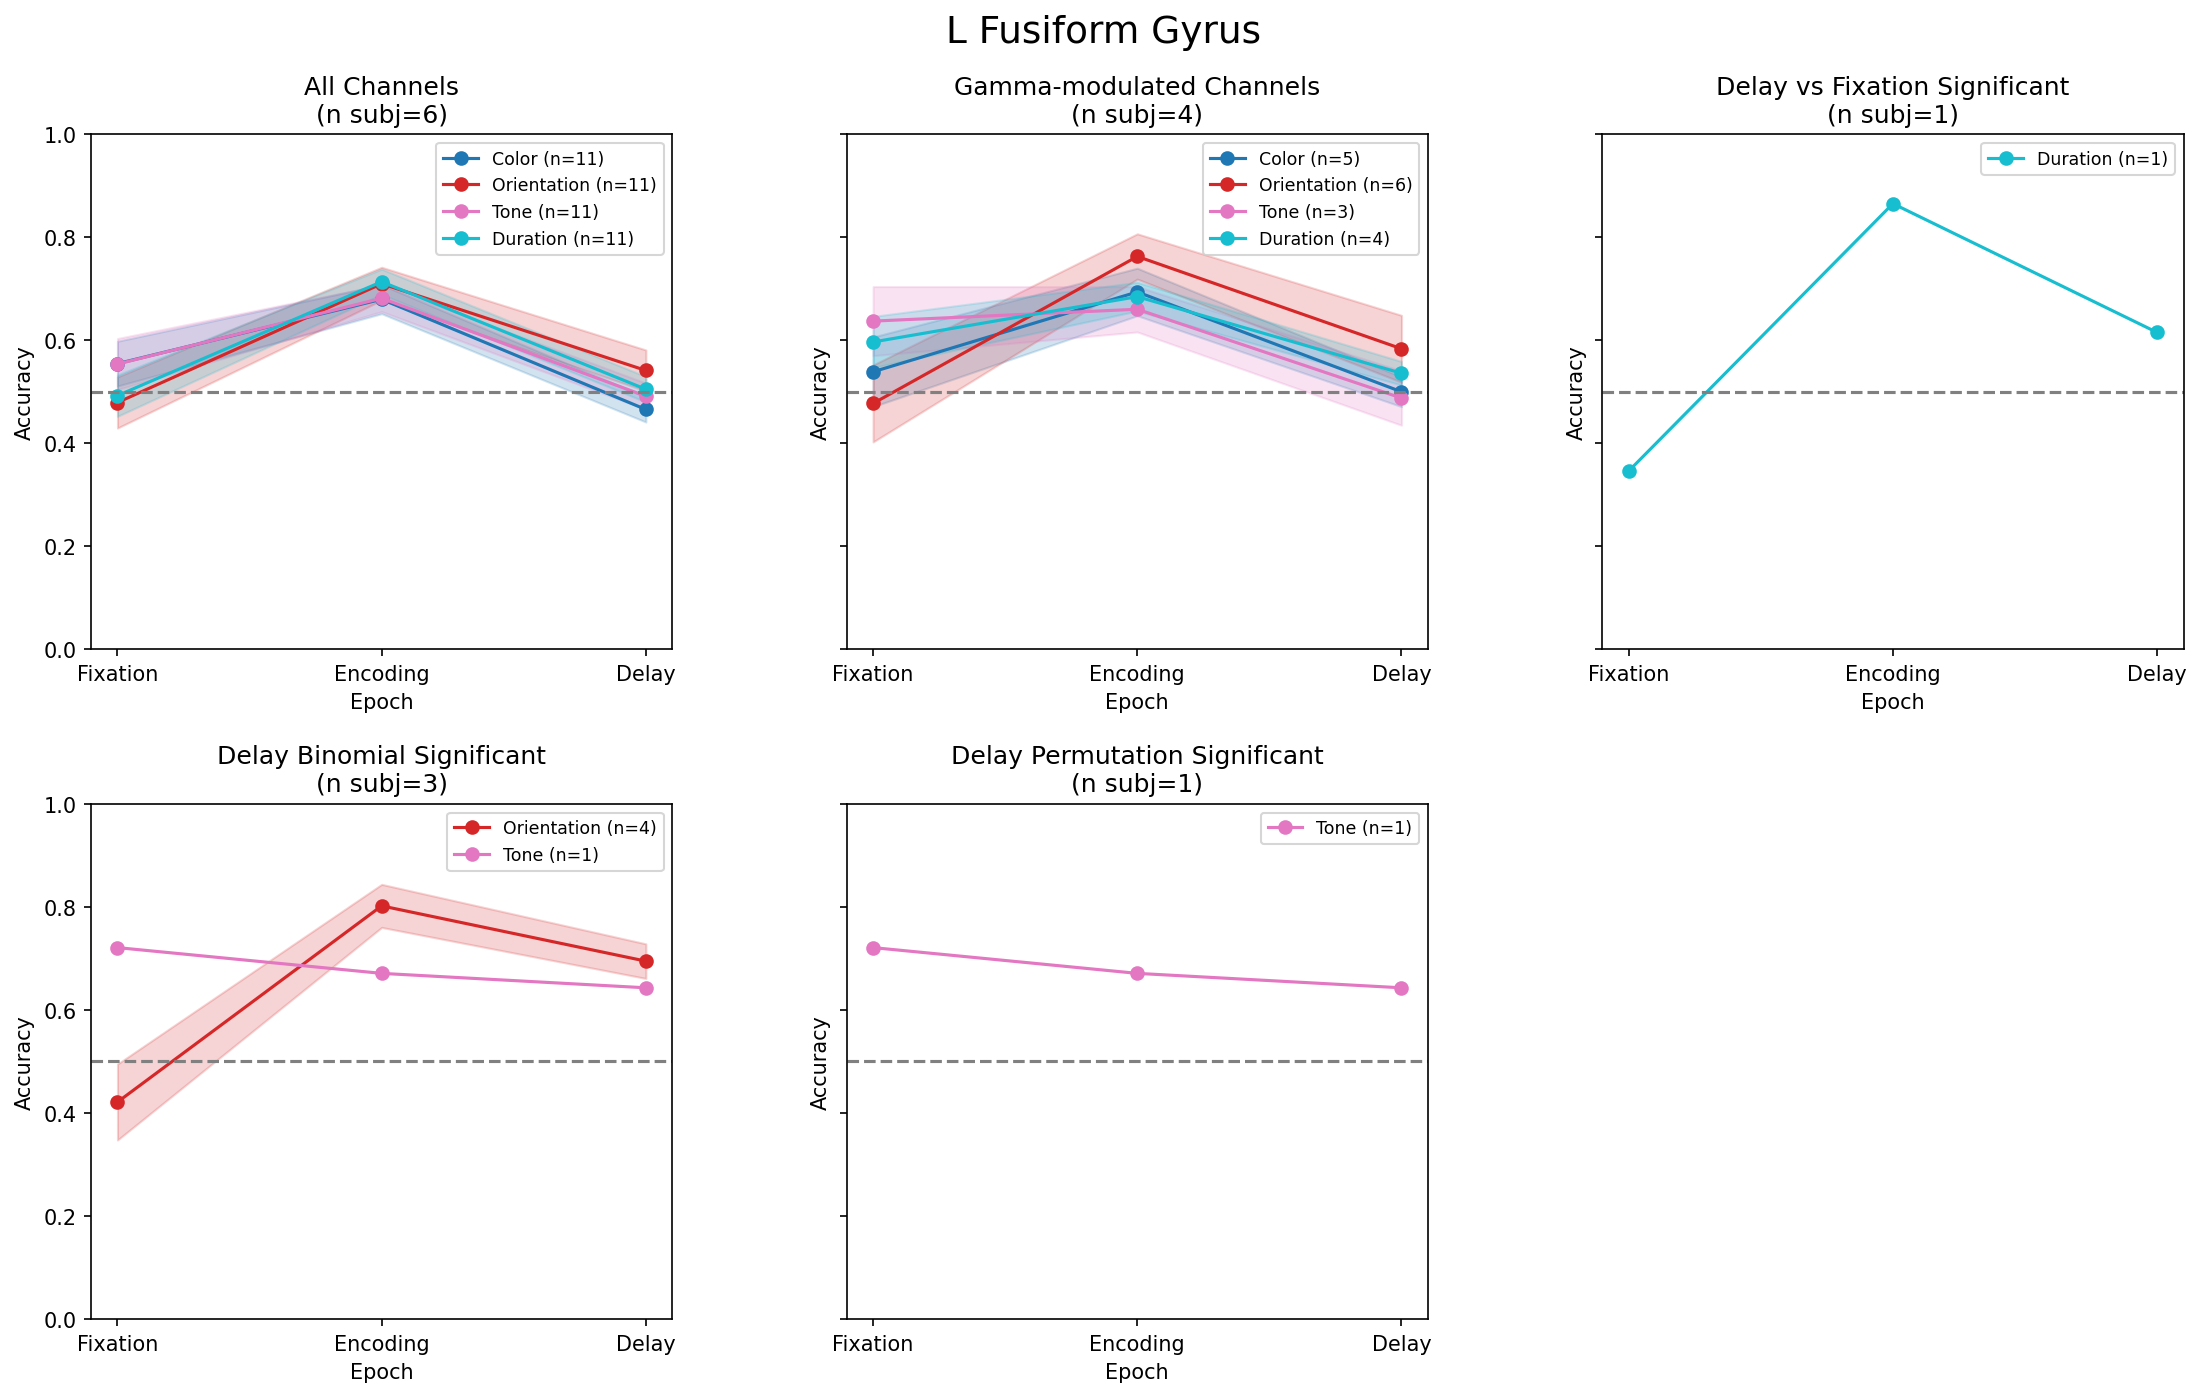 L Fusiform Gyrus
All Channels
(n subj=6)
Color (n=11)
Orientation (n=11)
Tone (n=11)
Duration (n=11)
1.0
0.8
0.6
0.4
0.2
0.0
Accuracy
Fixation Encoding Delay
Epoch
Gamma-modulated Channels
(n subj=4)
Color (n=5)
Orientation (n=6)
Tone (n=3)
Duration (n=4)
Accuracy
Fixation Encoding Delay
Epoch
Delay vs Fixation Significant
(n subj=1)
Duration (n=1)
Accuracy
Fixation Encoding Delay
Epoch
Delay Binomial Significant
(n subj=3)
Orientation (n=4)
Tone (n=1)
1.0
0.8
0.6
0.4
0.2
0.0
Accuracy
Fixation Encoding Delay
Epoch
Delay Permutation Significant
(n subj=1)
Tone (n=1)
Accuracy
Fixation Encoding Delay
Epoch